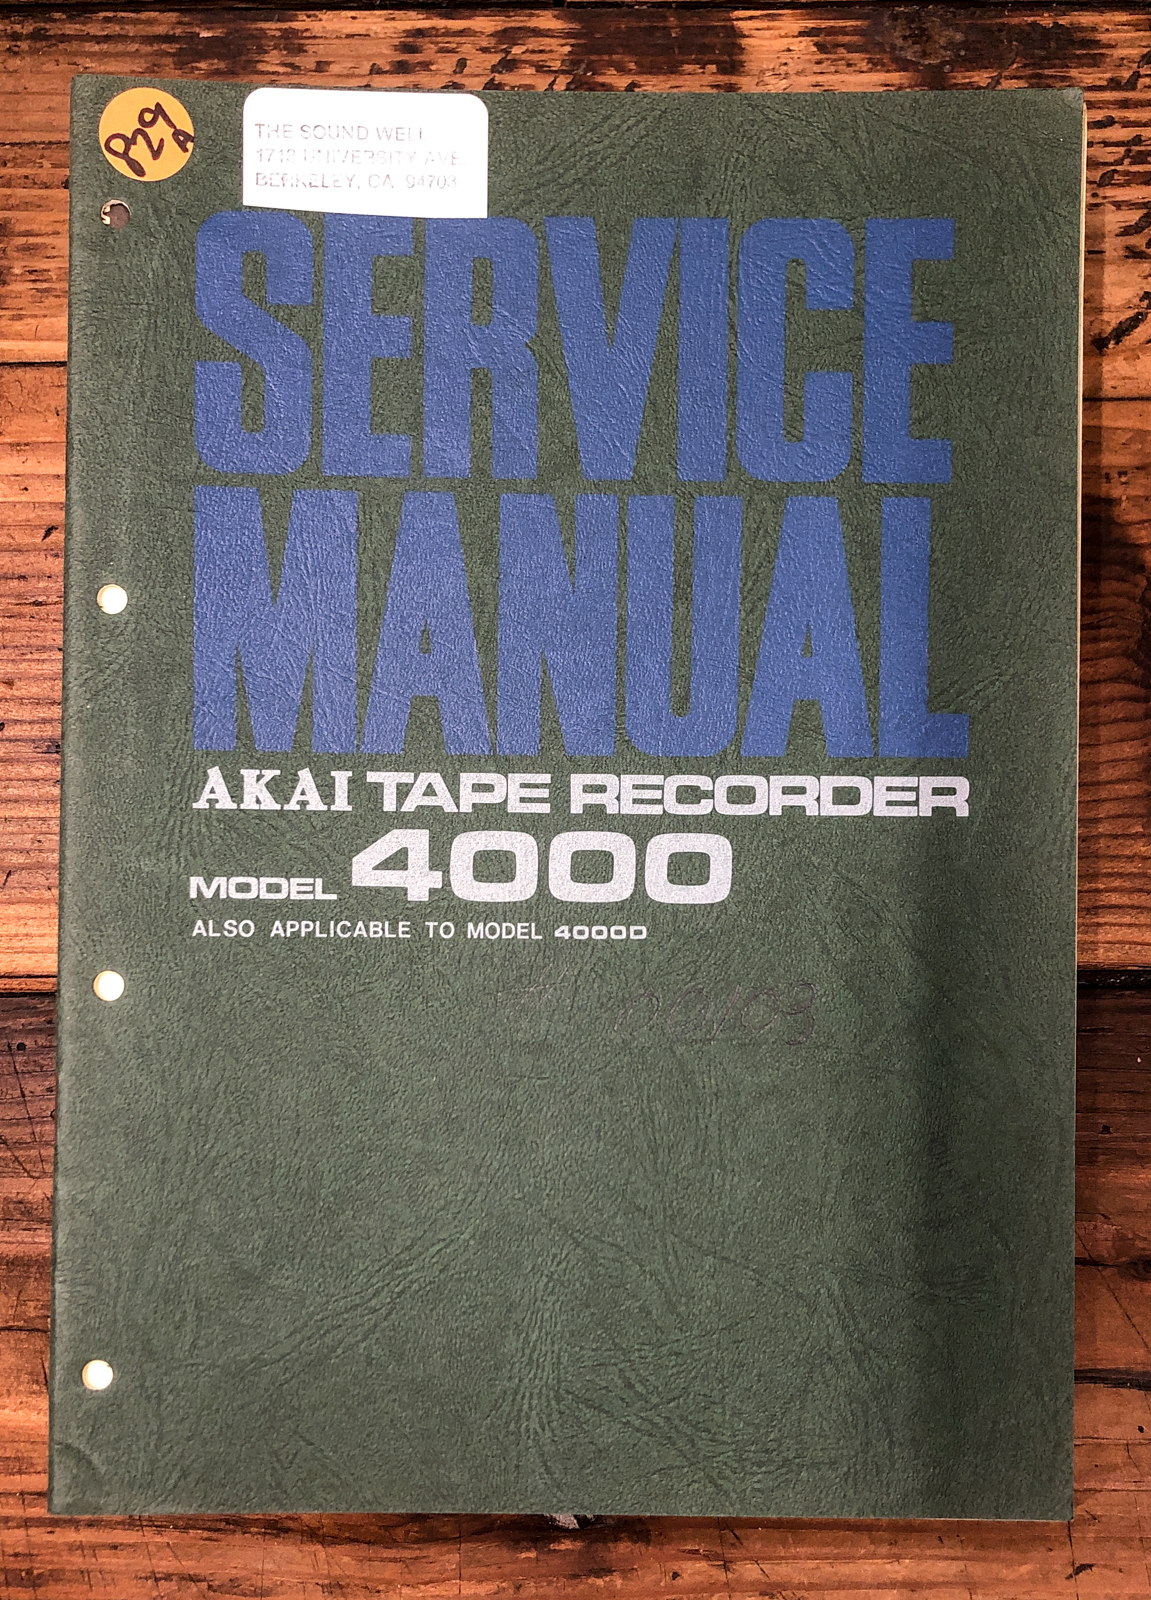 829
A
THE SOUND WELL
UNIVERSITY AVE
BERKELEY, CA 94703
SERVICE
MANUAL
AKAI TAPE RECORDER
MODEL 4000
ALSO APPLICABLE TO MODEL 4000D